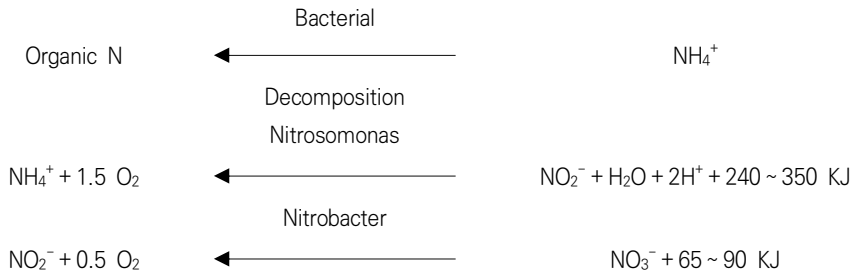 Bacterial
Organic N ← NH₄⁺
Decomposition
Nitrosomonas
NH₄⁺ + 1.5 O₂ ← NO₂⁻ + H₂O + 2H⁺ + 240 ~ 350 KJ
Nitrobacter
NO₂⁻ + 0.5 O₂ ← NO₃⁻ + 65 ~ 90 KJ